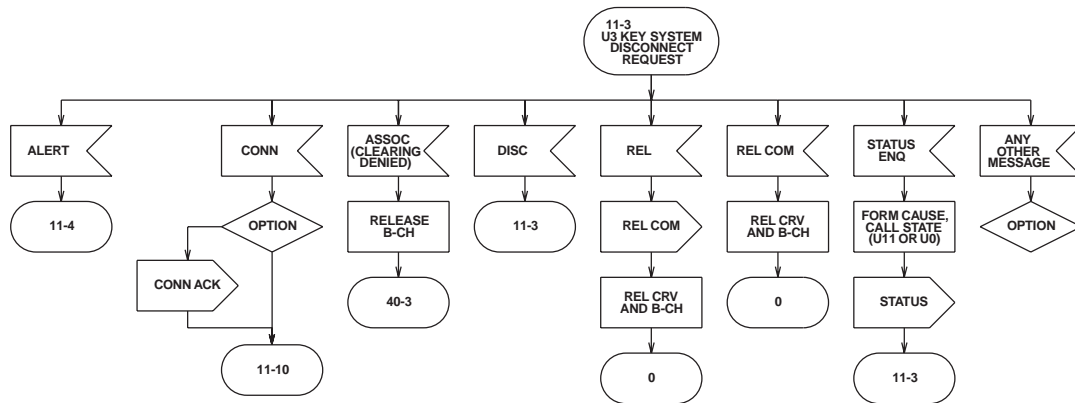 11-3
U3 KEY SYSTEM
DISCONNECT
REQUEST
ALERT
CONN
ASSOC
(CLEARING
DENIED)
DISC
REL
REL COM
STATUS
ENQ
ANY
OTHER
MESSAGE
11-4
OPTION
RELEASE
B-CH
11-3
REL COM
REL CRV
AND B-CH
FORM CAUSE,
CALL STATE
(U11 OR U0)
OPTION
CONN ACK
40-3
REL CRV
AND B-CH
0
STATUS
11-10
0
11-3